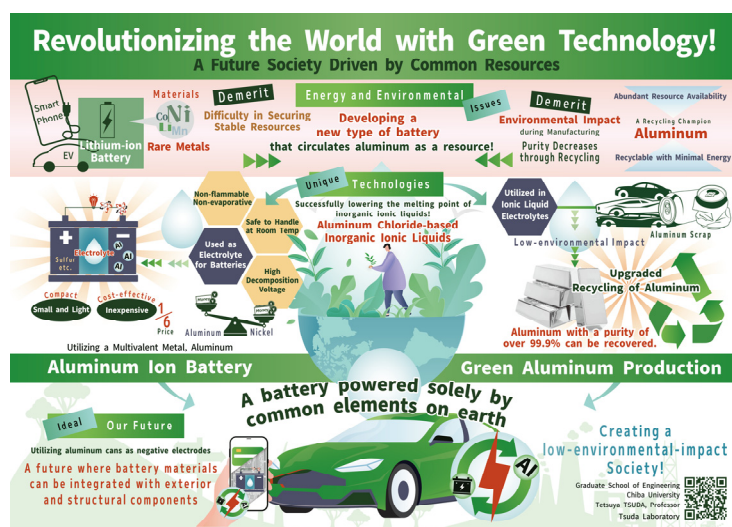 Revolutionizing the World with Green Technology!
A Future Society Driven by Common Resources
Smart
Phone
EV
Lithium-ion
Battery
Materials
Co Ni
Li Mn
Rare Metals
Demerit
Difficulty in Securing
Stable Resources
Energy and Environmental
Issues
Developing a
new type of battery
that circulates aluminum as a resource!
Demerit
Environmental Impact
during Manufacturing
Purity Decreases
through Recycling
Abundant Resource Availability
A Recycling Champion
Aluminum
Recyclable with Minimal Energy
Unique
Technologies
Successfully lowering the melting point of
inorganic ionic liquids!
Aluminum Chloride-based
Inorganic Ionic Liquids
Non-flammable
Non-evaporative
Safe to Handle
at Room Temp
Used as
Electrolyte
for Batteries
High
Decomposition
Voltage
+
−
Electrolyte
Sulfur
etc.
Al
Al
Al
Compact
Small and Light
Cost-effective
Inexpensive
1/6
Price
Money
Money
Aluminum
Nickel
Utilizing a Multivalent Metal, Aluminum
Utilized in
Ionic Liquid
Electrolytes
Low-environmental Impact
Aluminum Scrap
Upgraded
Recycling of Aluminum
Aluminum with a purity of
over 99.9% can be recovered.
Aluminum Ion Battery
Green Aluminum Production
A battery powered solely by
common elements on earth
Ideal
Our Future
Utilizing aluminum cans as negative electrodes
A future where battery materials
can be integrated with exterior
and structural components
Al
Creating a
low-environmental-impact
Society!
Graduate School of Engineering
Chiba University
Tetsuya TSUDA, Professor
Tsuda Laboratory